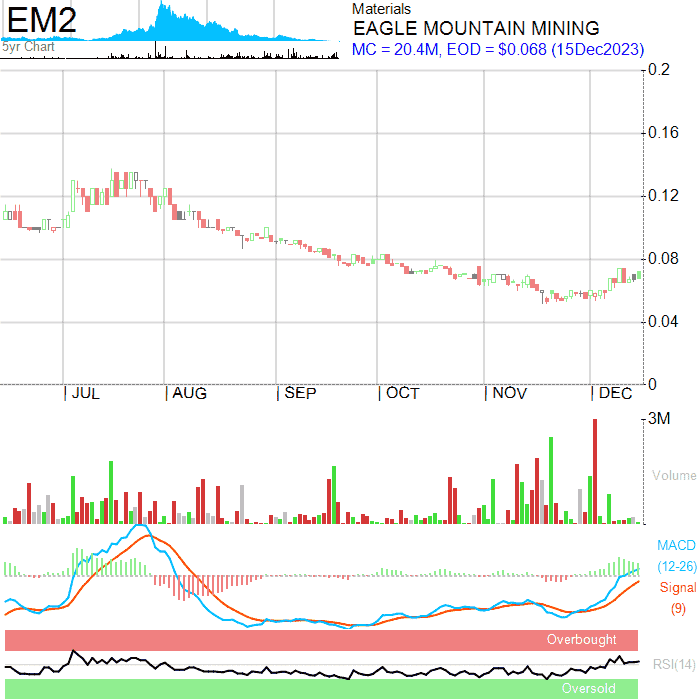 EM2
5yr Chart
Materials
EAGLE MOUNTAIN MINING
MC = 20.4M, EOD = $0.068 (15Dec2023)
0.2
0.16
0.12
0.08
0.04
0
JUL AUG SEP OCT NOV DEC
3M
Volume
MACD
(12-26)
Signal
(9)
Overbought
RSI(14)
Oversold